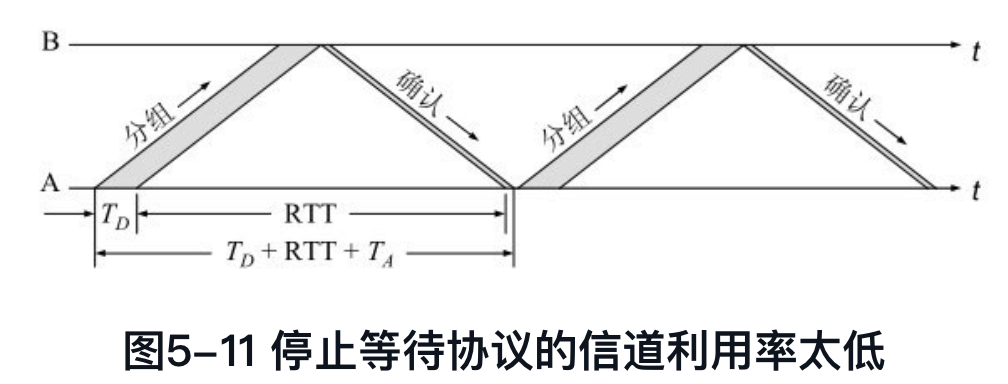 B
t
分组
确认
分组
确认
A
t
T_D
RTT
T_D + RTT + T_A
图5–11 停止等待协议的信道利用率太低